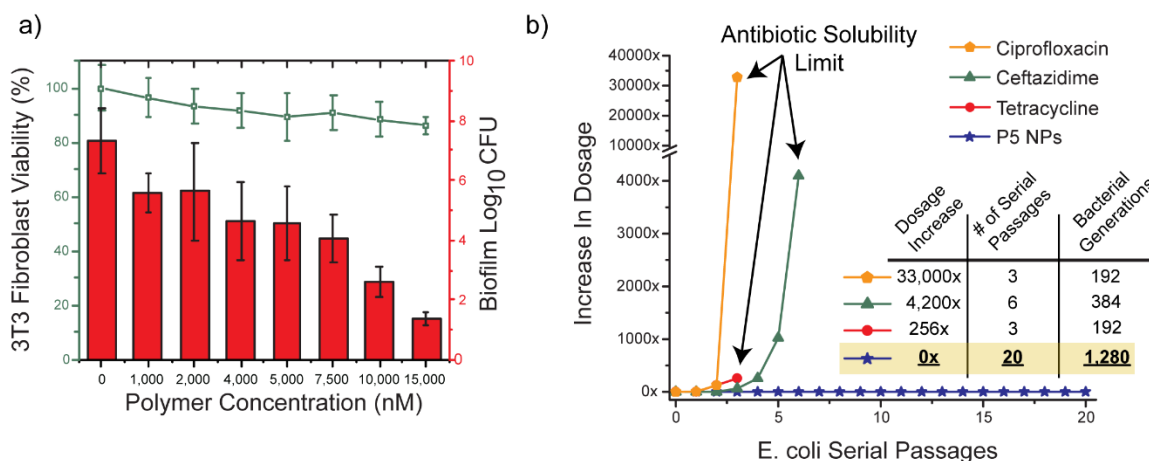 a)
3T3 Fibroblast Viability (%)
100
80
60
40
20
0
10
8
6
4
2
0
Biofilm Log10 CFU
0 1,000 2,000 4,000 5,000 7,500 10,000 15,000
Polymer Concentration (nM)
b)
Antibiotic Solubility
Limit
Increase In Dosage
40000x
30000x
20000x
10000x
4000x
3000x
2000x
1000x
0x
0 5 10 15 20
E. coli Serial Passages
Ciprofloxacin
Ceftazidime
Tetracycline
P5 NPs
Dosage
Increase
# of Serial
Passages
Bacterial
Generations
33,000x 3 192
4,200x 6 384
256x 3 192
0x 20 1,280